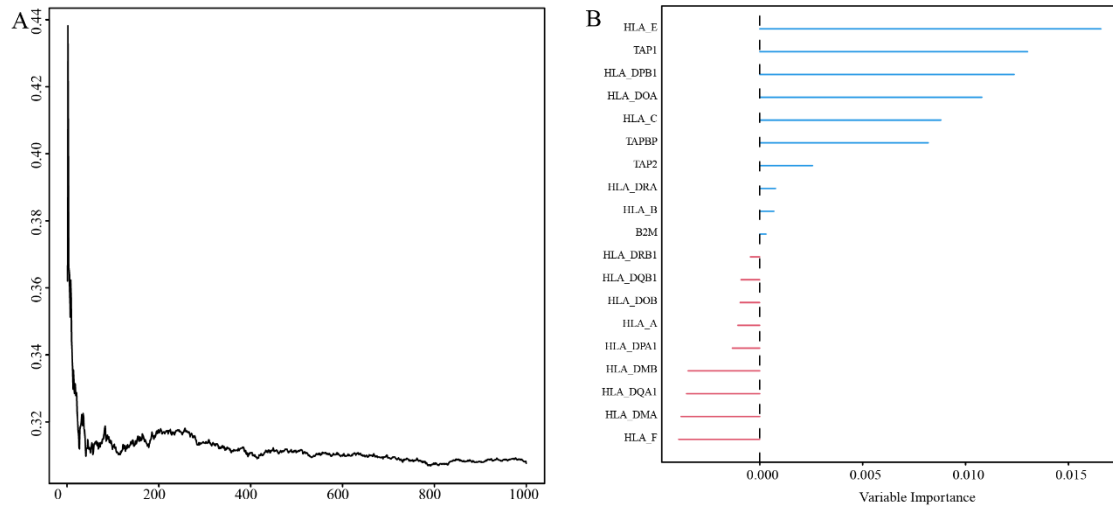 A
0.44
0.42
0.40
0.38
0.36
0.34
0.32
0 200 400 600 800 1000
B
HLA_E
TAP1
HLA_DPB1
HLA_DOA
HLA_C
TAPBP
TAP2
HLA_DRA
HLA_B
B2M
HLA_DRB1
HLA_DQB1
HLA_DOB
HLA_A
HLA_DPA1
HLA_DMB
HLA_DQA1
HLA_DMA
HLA_F
0.000 0.005 0.010 0.015
Variable Importance